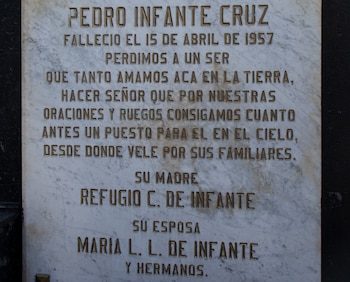 PEDRO INFANTE CRUZ
FALLECIO EL 15 DE ABRIL DE 1957
PERDIMOS A UN SER
QUE TANTO AMAMOS ACA EN LA TIERRA,
HACER SEÑOR QUE POR NUESTRAS
ORACIONES Y RUEGOS CONSIGAMOS CUANTO
ANTES UN PUESTO PARA EL EN EL CIELO,
DESDE DONDE VELE POR SUS FAMILIARES.
SU MADRE
REFUGIO C. DE INFANTE
SU ESPOSA
MARIA L. L. DE INFANTE
Y HERMANOS.